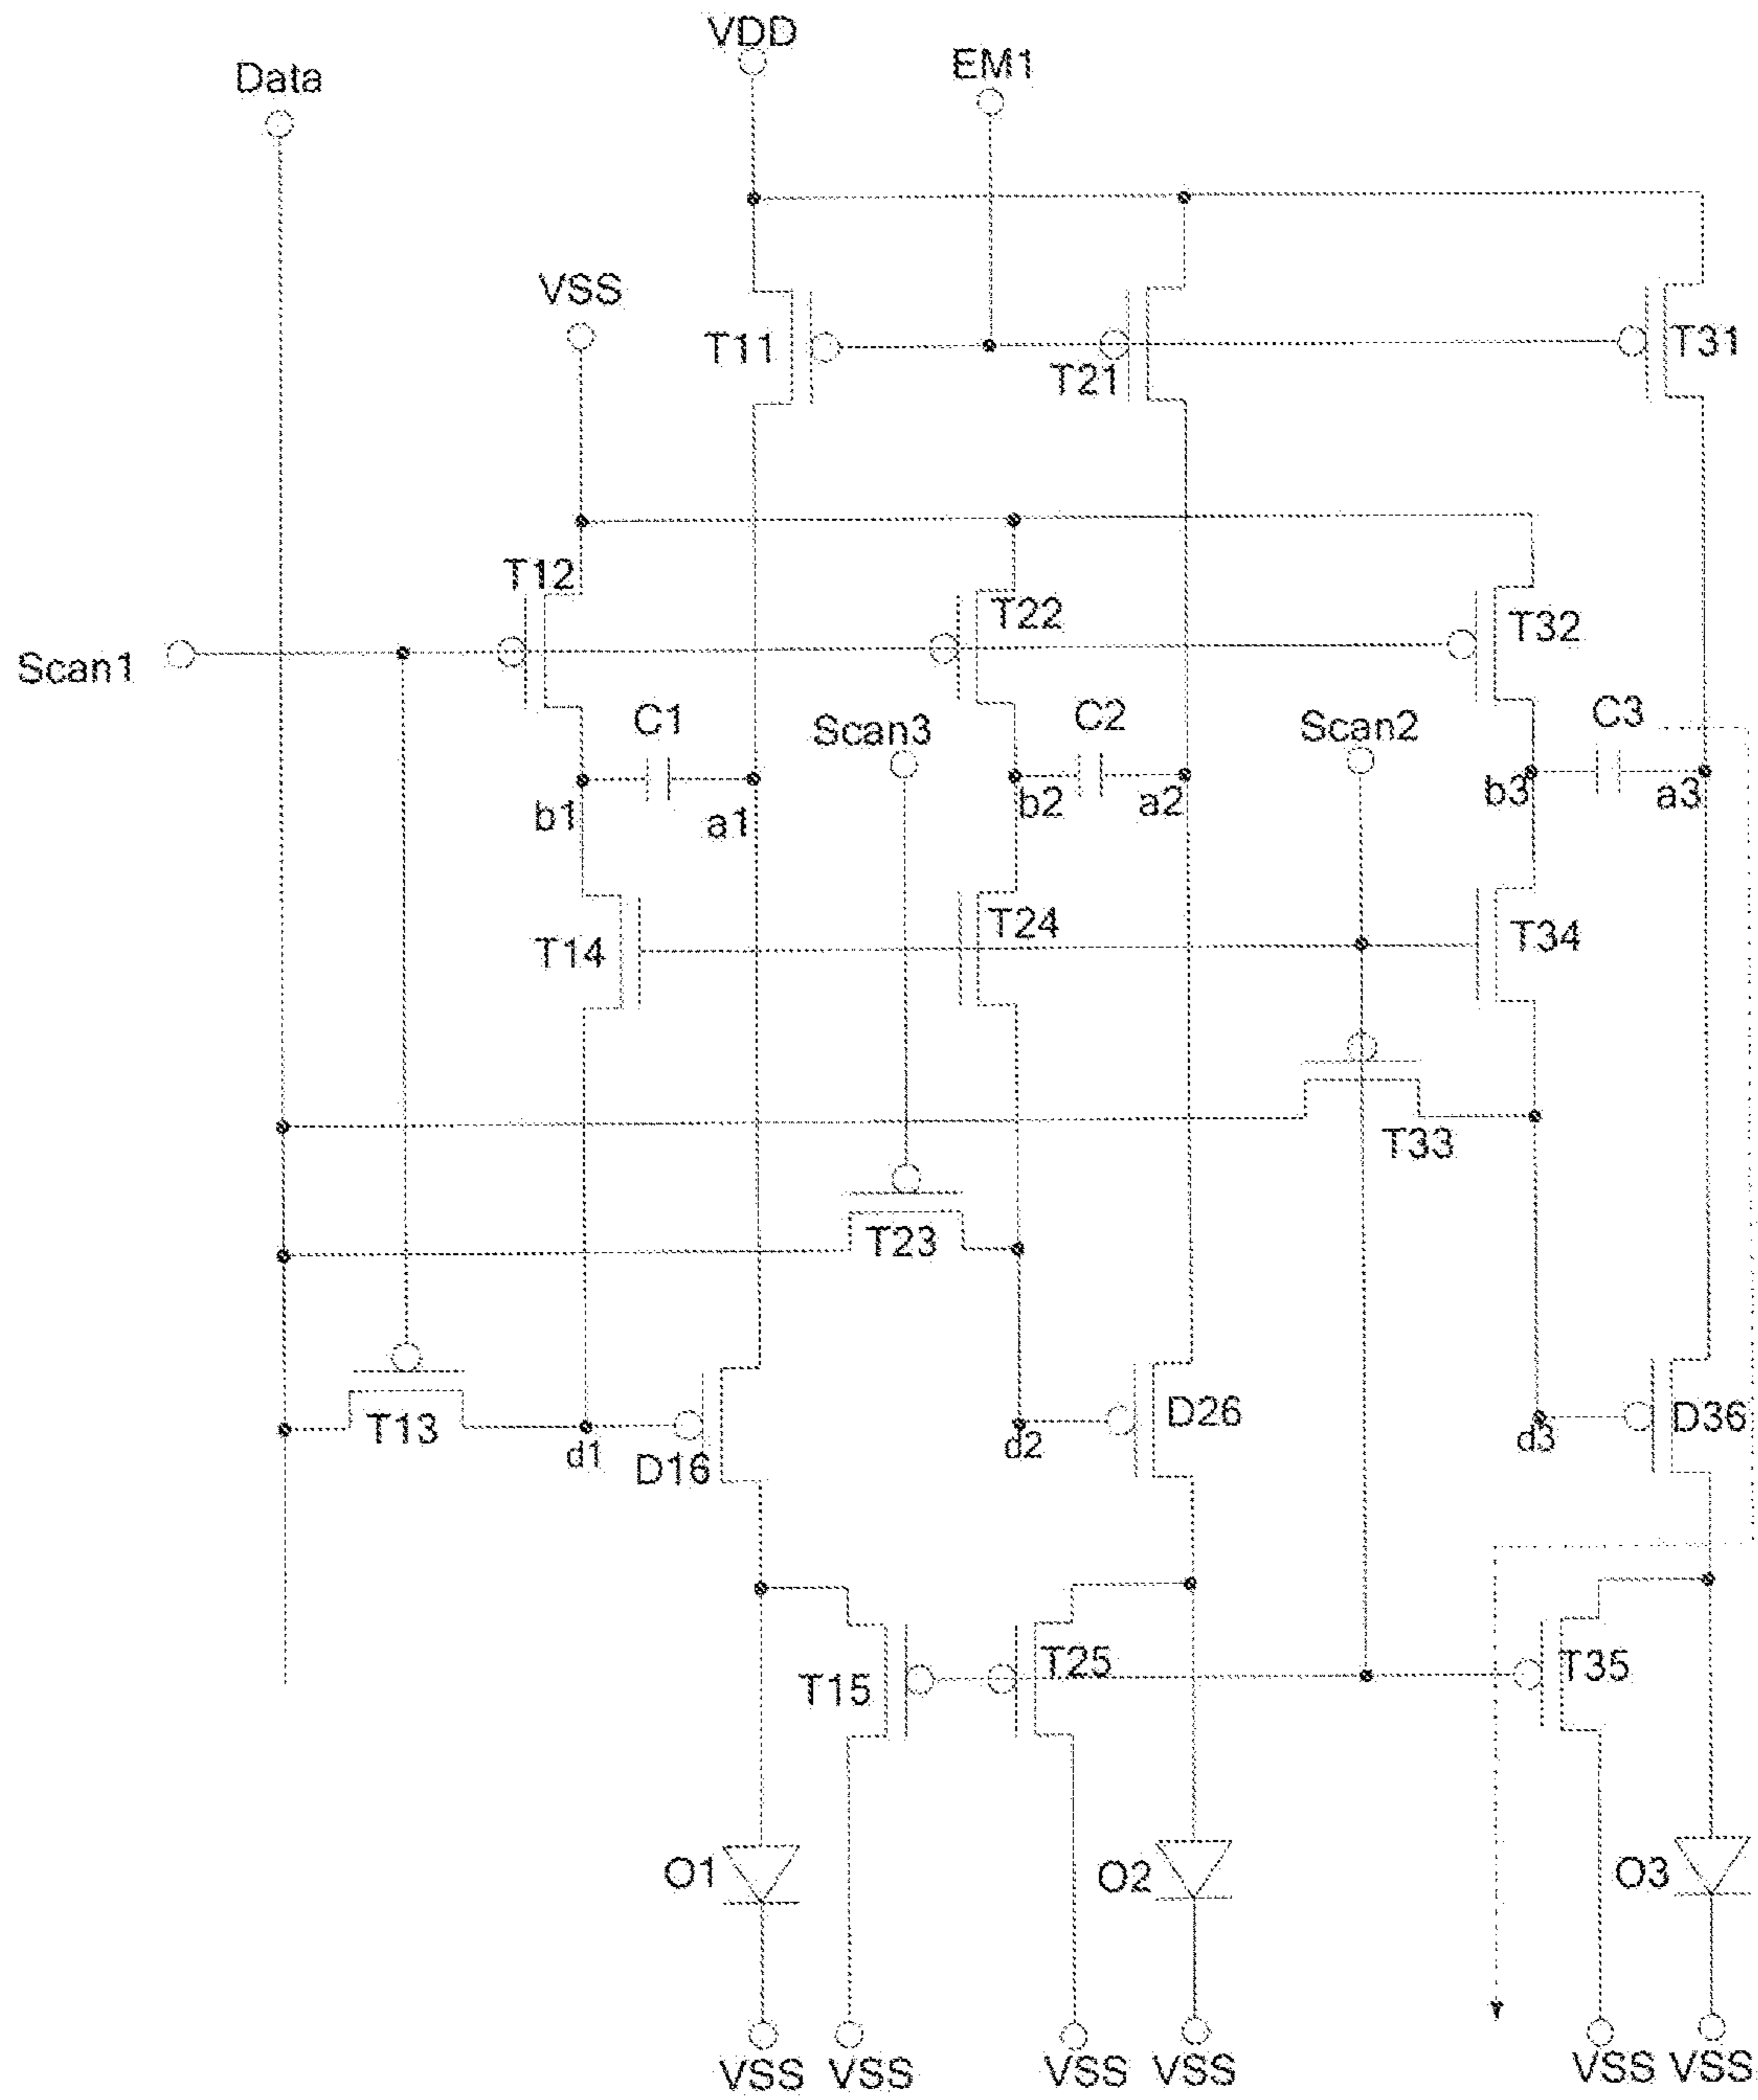 VDD
EM1
Data
VSS
T11
T21
T31
T12
T22
T32
Scan1
C1
Scan3
C2
Scan2
C3
b1
a1
b2
a2
b3
a3
T14
T24
T34
T33
T23
T13
d1
D16
d2
D26
d3
D36
T15
T25
T35
O1
O2
O3
VSS VSS VSS VSS VSS VSS